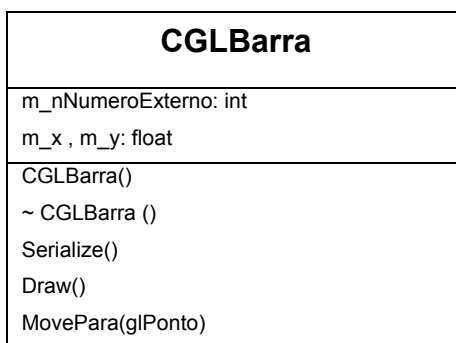 CGLBarra
m_nNumeroExterno: int
m_x , m_y: float
CGLBarra()
~ CGLBarra ()
Serialize()
Draw()
MovePara(glPonto)